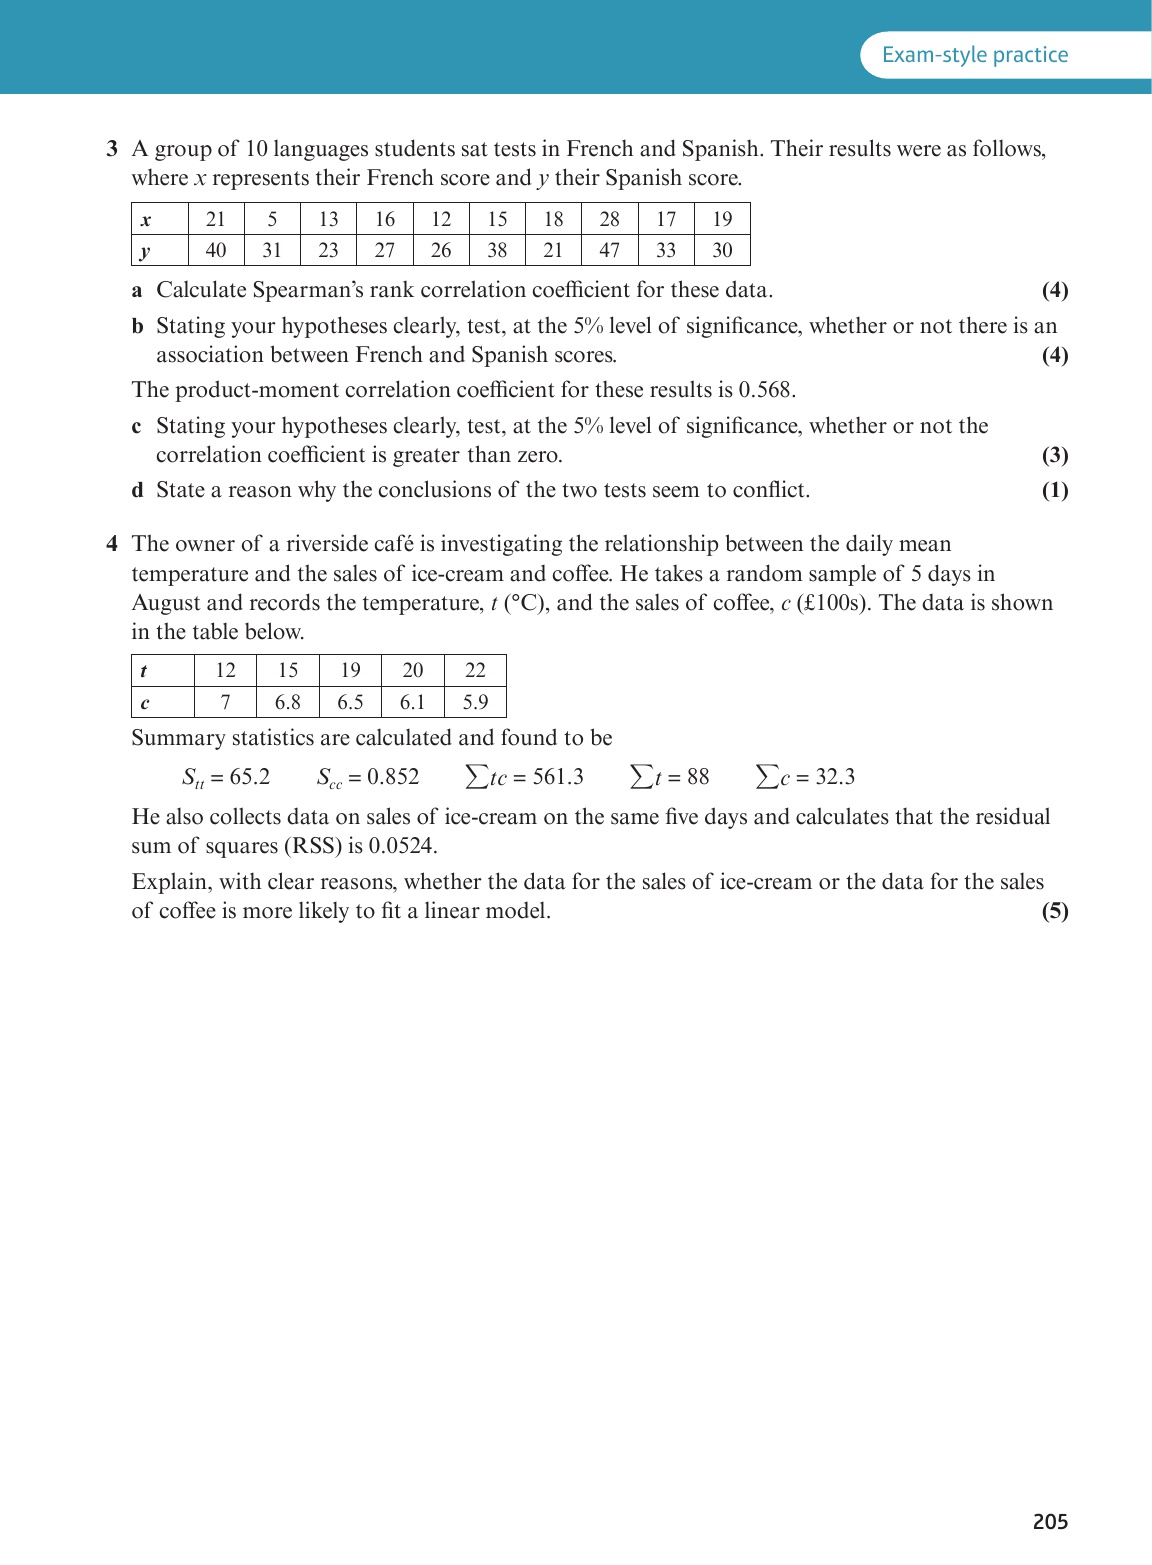 Exam-style practice
3 A group of 10 languages students sat tests in French and Spanish. Their results were as follows,
where x represents their French score and y their Spanish score.
x 21 5 13 16 12 15 18 28 17 19
y 40 31 23 27 26 38 21 47 33 30
a Calculate Spearman’s rank correlation coefficient for these data. (4)
b Stating your hypotheses clearly, test, at the 5% level of significance, whether or not there is an
association between French and Spanish scores. (4)
The product-moment correlation coefficient for these results is 0.568.
c Stating your hypotheses clearly, test, at the 5% level of significance, whether or not the
correlation coefficient is greater than zero. (3)
d State a reason why the conclusions of the two tests seem to conflict. (1)
4 The owner of a riverside café is investigating the relationship between the daily mean
temperature and the sales of ice-cream and coffee. He takes a random sample of 5 days in
August and records the temperature, t (°C), and the sales of coffee, c (£100s). The data is shown
in the table below.
t 12 15 19 20 22
c 7 6.8 6.5 6.1 5.9
Summary statistics are calculated and found to be
Stt = 65.2 Scc = 0.852 ∑tc = 561.3 ∑t = 88 ∑c = 32.3
He also collects data on sales of ice-cream on the same five days and calculates that the residual
sum of squares (RSS) is 0.0524.
Explain, with clear reasons, whether the data for the sales of ice-cream or the data for the sales
of coffee is more likely to fit a linear model. (5)
205